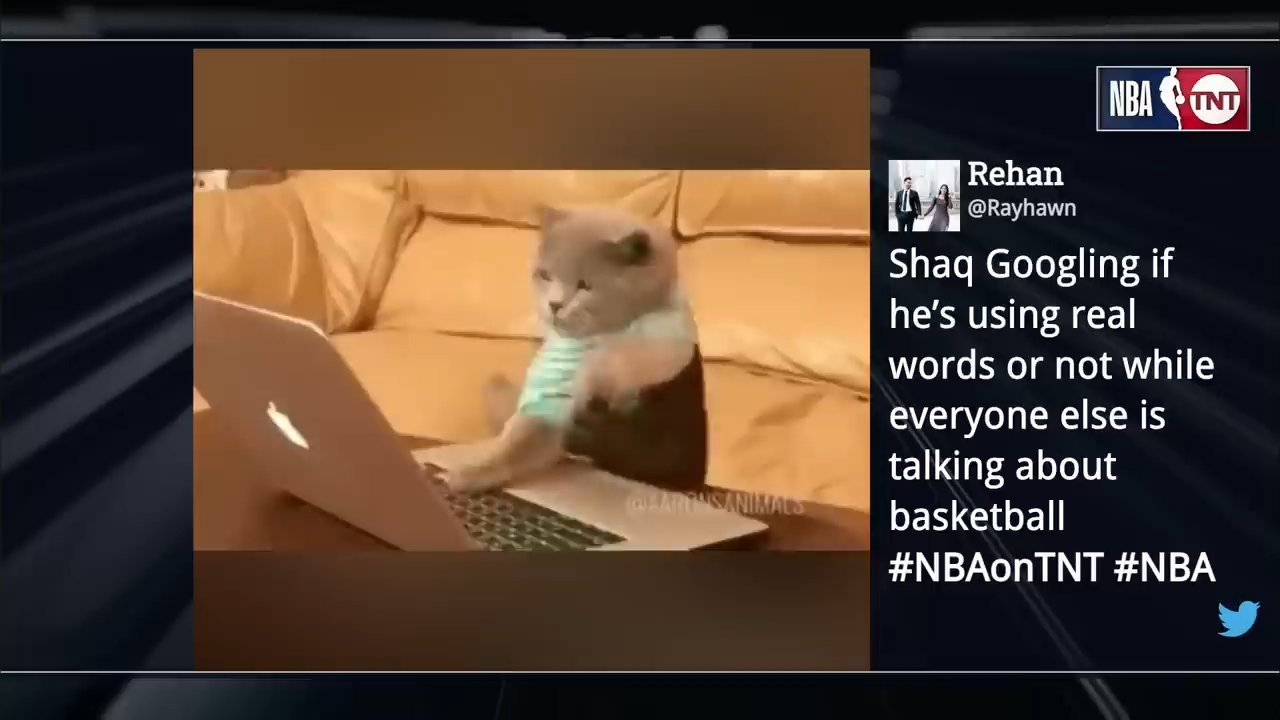 NBA TNT
Rehan
@Rayhawn
Shaq Googling if
he’s using real
words or not while
everyone else is
talking about
basketball
#NBAonTNT #NBA
@AARONSANIMALS